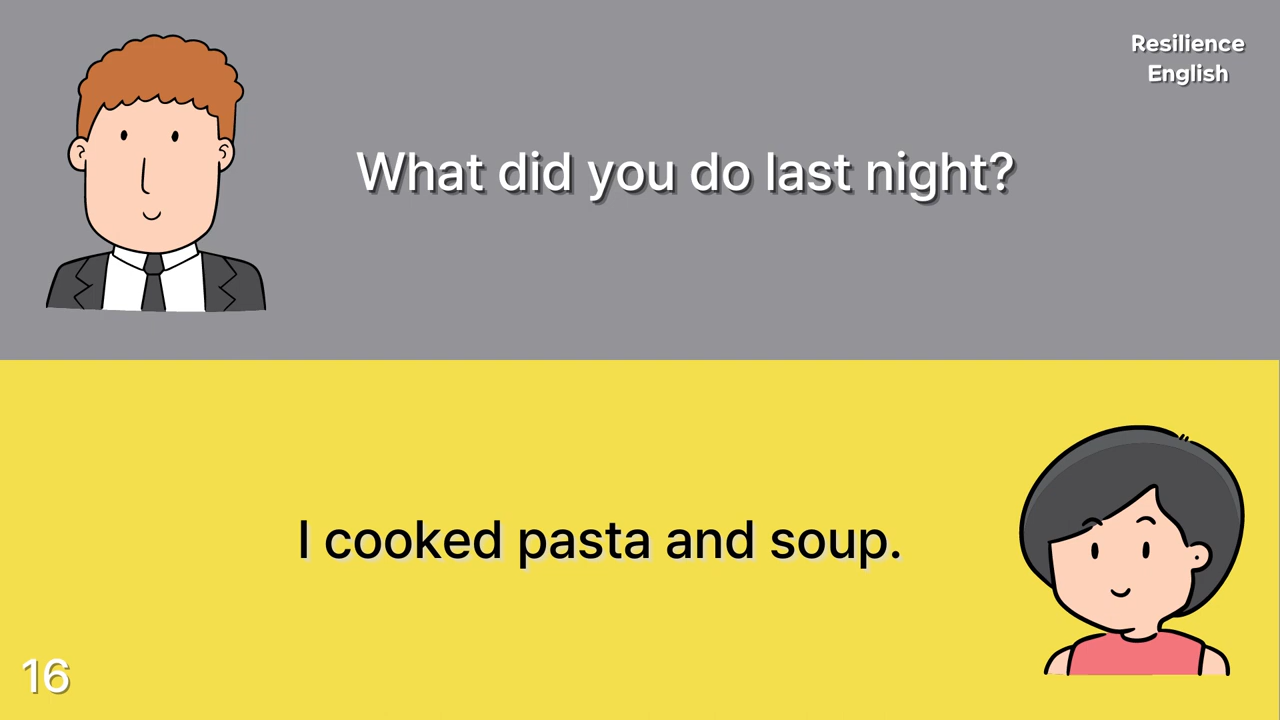 Resilience
English
What did you do last night?
I cooked pasta and soup.
16